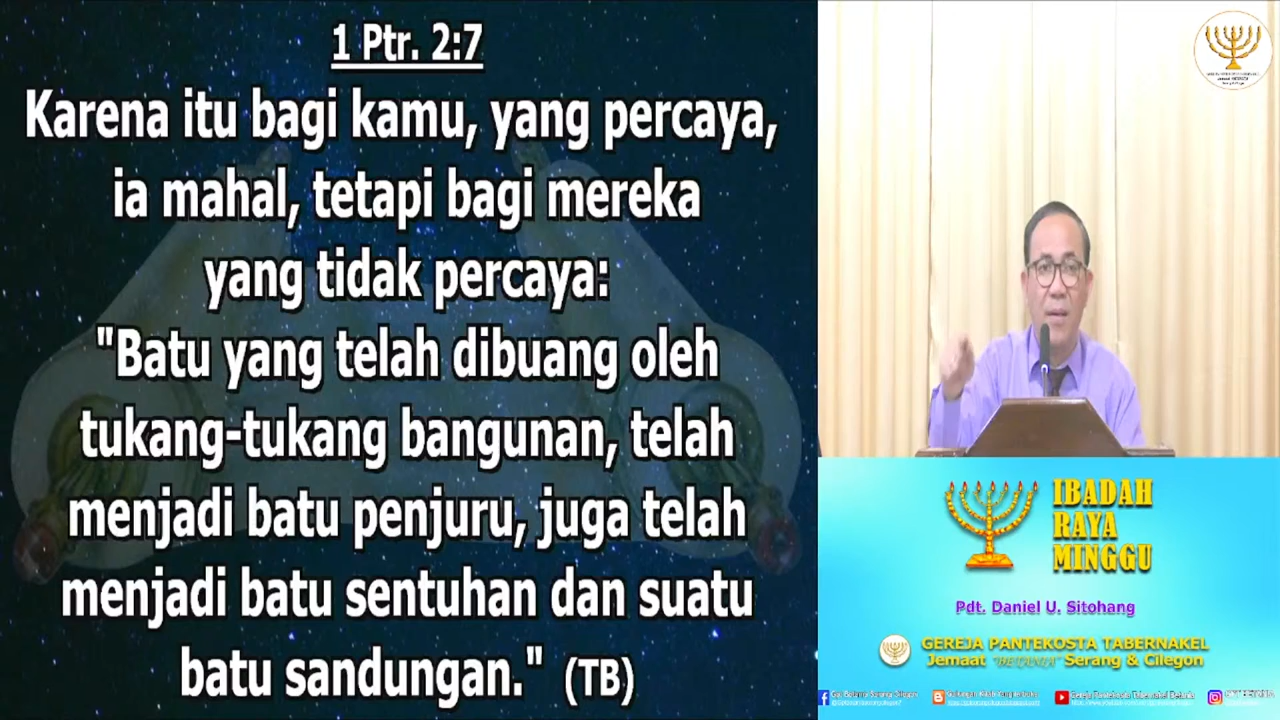 1 Ptr. 2:7
Karena itu bagi kamu, yang percaya,
ia mahal, tetapi bagi mereka
yang tidak percaya:
"Batu yang telah dibuang oleh
tukang-tukang bangunan, telah
menjadi batu penjuru, juga telah
menjadi batu sentuhan dan suatu
batu sandungan." (TB)
IBADAH
RAYA
MINGGU
Pdt. Daniel U. Sitohang
GEREJA PANTEKOSTA TABERNAKEL
Jemaat "BETANIA" Serang & Cilegon